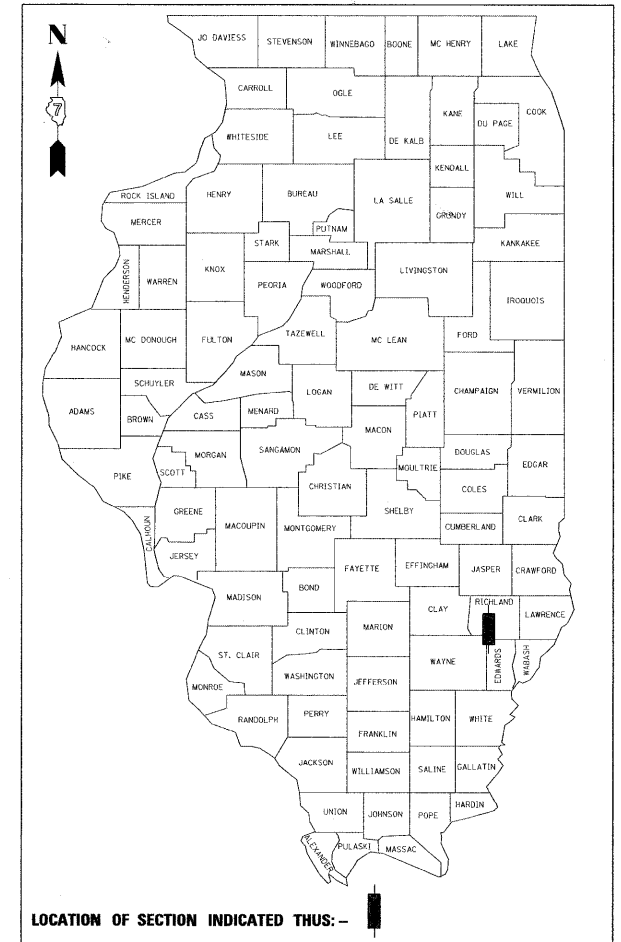 JO DAVIESS STEVENSON WINNEBAGO BOONE MC HENRY LAKE
N
CARROLL OGLE
7
KANE DU PAGE COOK
WHITESIDE LEE DE KALB
KENDALL
ROCK ISLAND HENRY BUREAU LA SALLE GRUNDY WILL
MERCER PUTNAM
STARK MARSHALL KANKAKEE
HENDERSON WARREN KNOX PEORIA WOODFORD LIVINGSTON
IROQUOIS
HANCOCK MC DONOUGH FULTON TAZEWELL MC LEAN FORD
MASON
SCHUYLER LOGAN DE WITT CHAMPAIGN VERMILION
ADAMS BROWN CASS MENARD PIATT
MACON
MORGAN SANGAMON DOUGLAS
PIKE SCOTT MOULTRIE EDGAR
CHRISTIAN COLES
GREENE SHELBY
CALHOUN MACOUPIN MONTGOMERY CUMBERLAND CLARK
JERSEY
FAYETTE EFFINGHAM JASPER CRAWFORD
MADISON BOND
CLAY RICHLAND LAWRENCE
CLINTON MARION
ST. CLAIR WAYNE EDWARDS WABASH
WASHINGTON JEFFERSON
MONROE
RANDOLPH PERRY HAMILTON WHITE
FRANKLIN
JACKSON WILLIAMSON SALINE GALLATIN
UNION JOHNSON POPE HARDIN
ALEXANDER PULASKI MASSAC
LOCATION OF SECTION INDICATED THUS: -